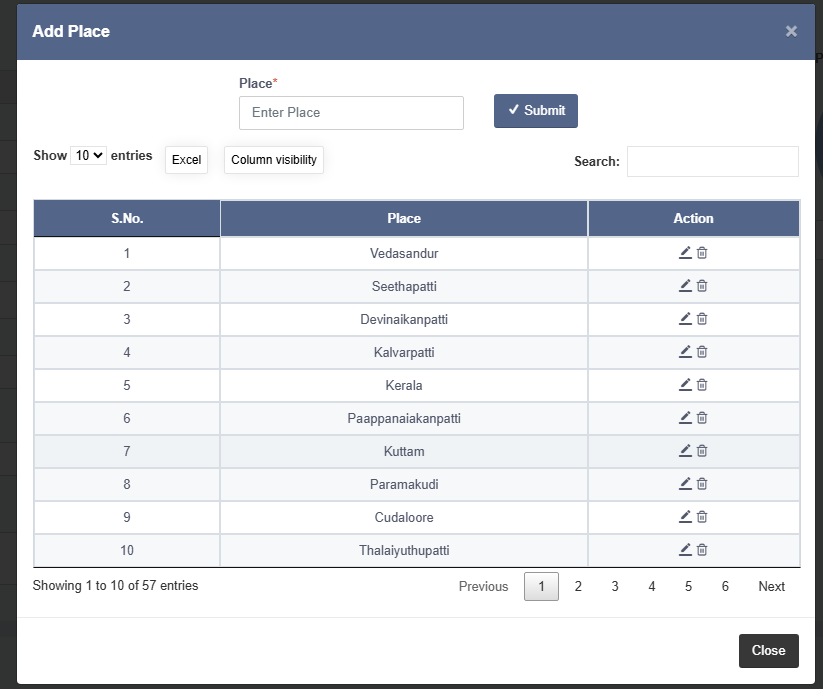 Add Place ×
Place*
Enter Place
✔ Submit
Show 10 entries Excel Column visibility Search:
S.No. Place Action
1 Vedasandur
2 Seethapatti
3 Devinaikanpatti
4 Kalvarpatti
5 Kerala
6 Paappanaiakanpatti
7 Kuttam
8 Paramakudi
9 Cudaloore
10 Thalaiyuthupatti
Showing 1 to 10 of 57 entries Previous 1 2 3 4 5 6 Next
Close